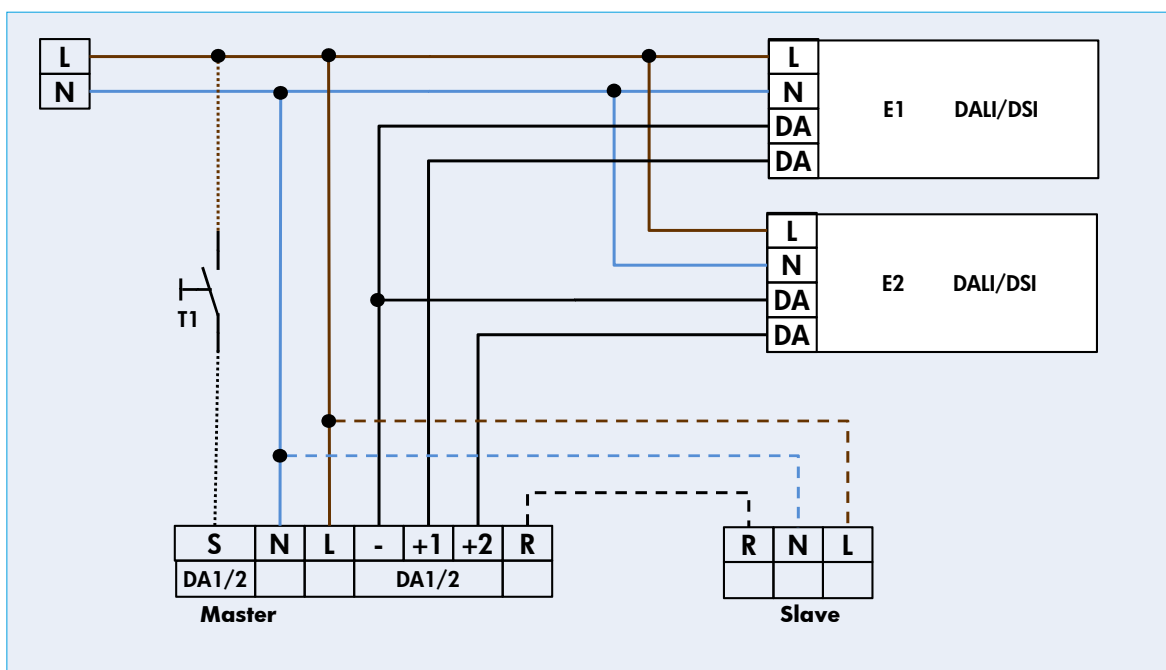 L
N
L
N
DA
DA
E1 DALI/DSI
L
N
DA
DA
E2 DALI/DSI
T1
S N L - +1 +2 R
DA1/2 DA1/2
Master
R N L
Slave